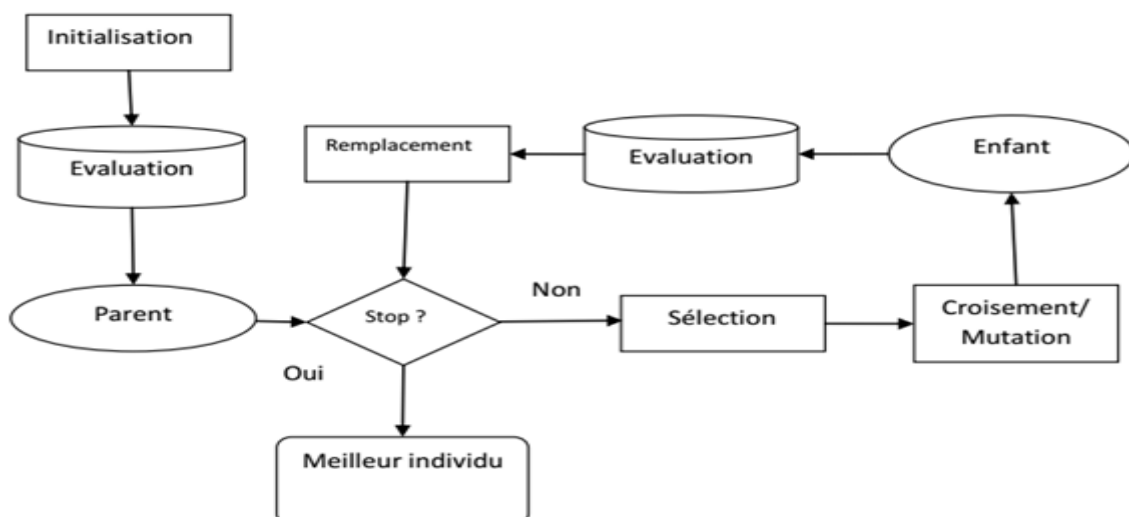 Initialisation
Evaluation
Parent
Remplacement
Evaluation
Enfant
Stop ?
Non
Sélection
Croisement/
Mutation
Oui
Meilleur individu